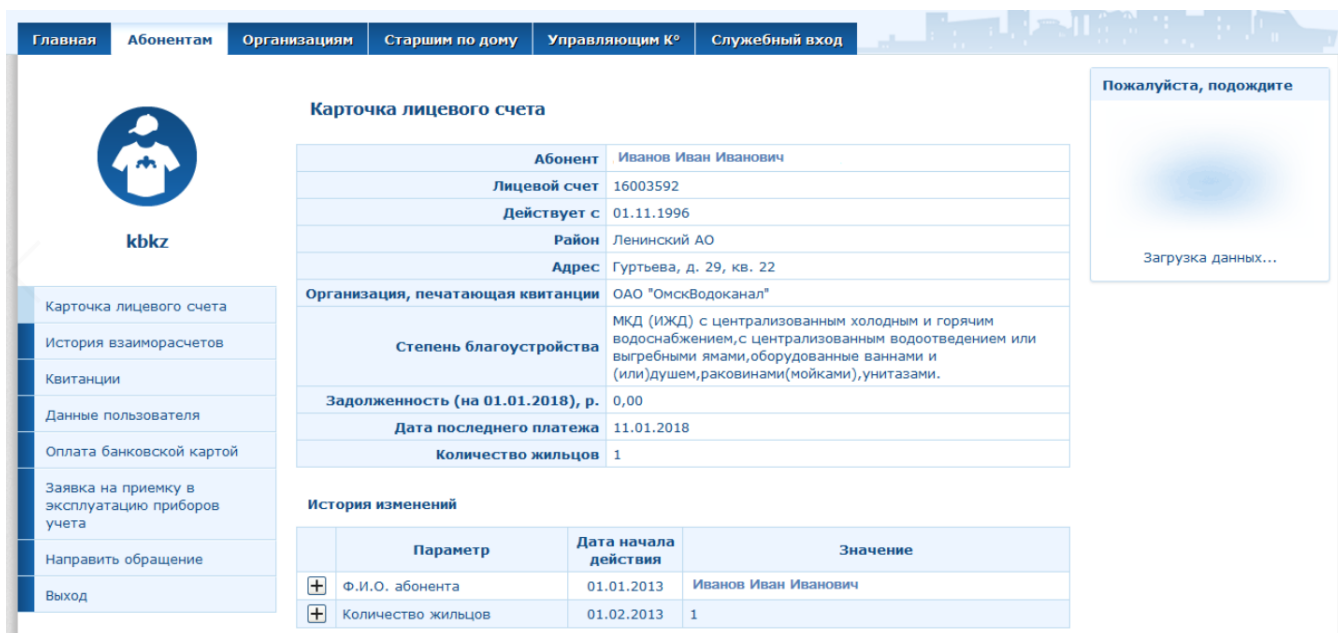 Главная Абонентам Организациям Старшим по дому Управляющим К° Служебный вход
kbkz
Карточка лицевого счета
История взаиморасчетов
Квитанции
Данные пользователя
Оплата банковской картой
Заявка на приемку в
эксплуатацию приборов
учета
Направить обращение
Выход
Карточка лицевого счета
Абонент Иванов Иван Иванович
Лицевой счет 16003592
Действует с 01.11.1996
Район Ленинский АО
Адрес Гуртьева, д. 29, кв. 22
Организация, печатающая квитанции ОАО "ОмскВодоканал"
Степень благоустройства МКД (ИЖД) с централизованным холодным и горячим
водоснабжением,с централизованным водоотведением или
выгребными ямами,оборудованные ваннами и
(или)душем,раковинами(мойками),унитазами.
Задолженность (на 01.01.2018), р. 0,00
Дата последнего платежа 11.01.2018
Количество жильцов 1
История изменений
Параметр Дата начала действия Значение
Ф.И.О. абонента 01.01.2013 Иванов Иван Иванович
Количество жильцов 01.02.2013 1
Пожалуйста, подождите
Загрузка данных...